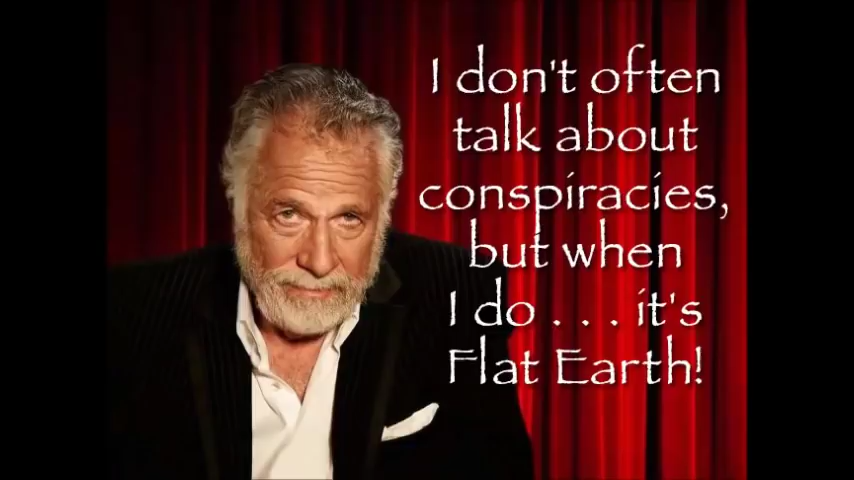 I don't often
talk about
conspiracies,
but when
I do . . . it's
Flat Earth!